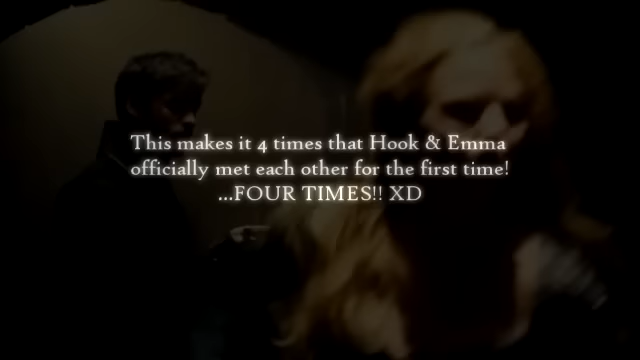 This makes it 4 times that Hook & Emma
officially met each other for the first time!
...FOUR TIMES!! XD